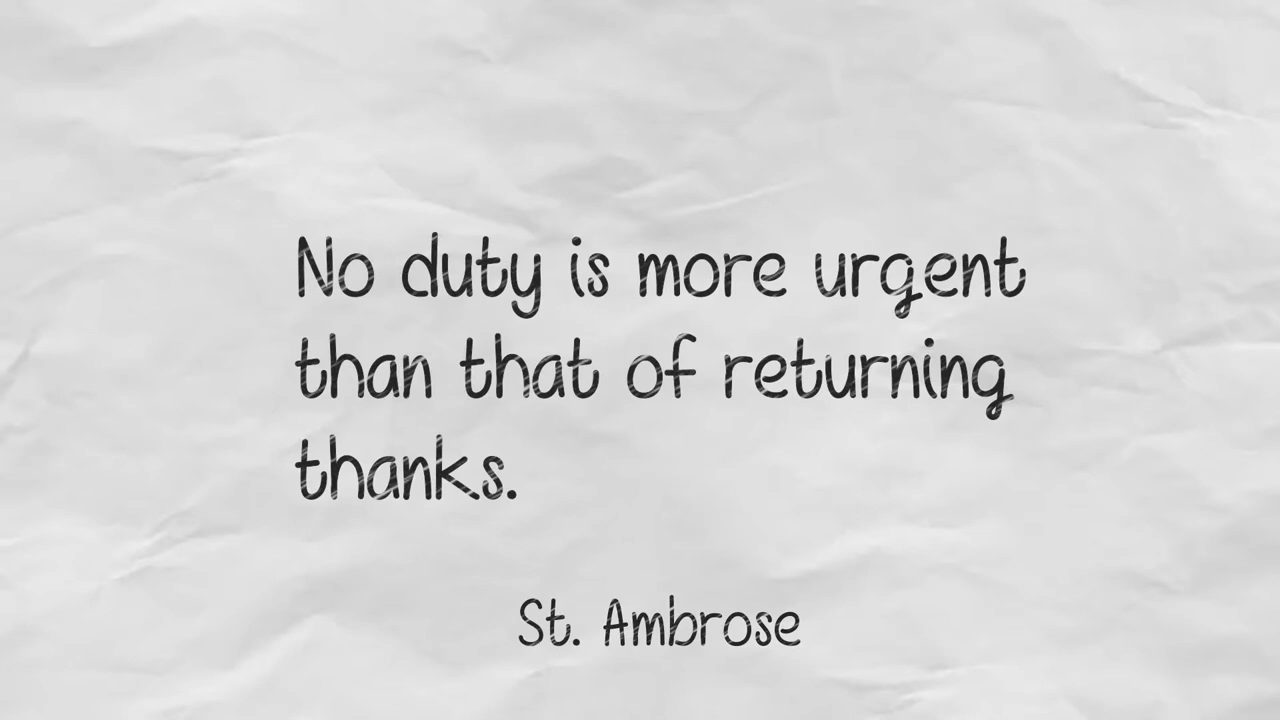 No duty is more urgent
than that of returning
thanks.
St. Ambrose